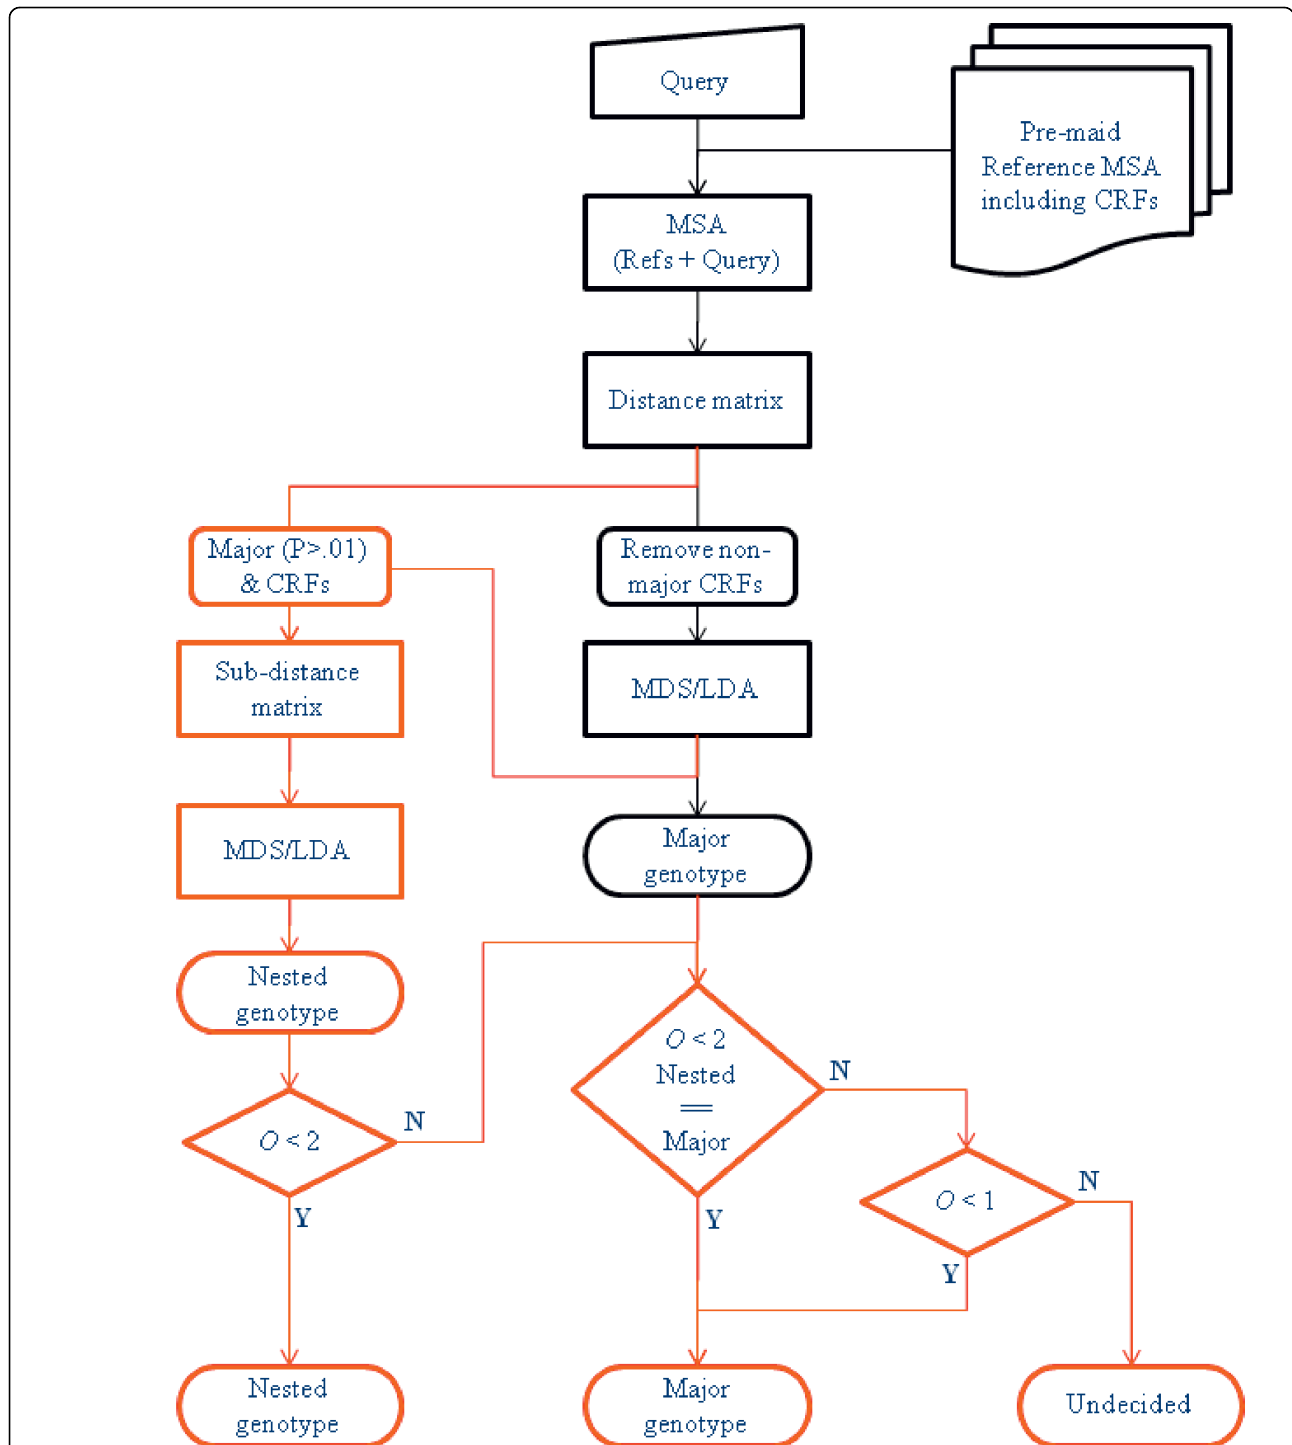 Query
Pre-maid
Reference MSA
including CRFs
MSA
(Refs + Query)
Distance matrix
Major (P>.01)
& CRFs
Remove non-
major CRFs
Sub-distance
matrix
MDS/LDA
MDS/LDA
Major
genotype
Nested
genotype
O < 2
Nested
==
Major
N
O < 2
N
Y
Y
O < 1
N
Y
Nested
genotype
Major
genotype
Undecided